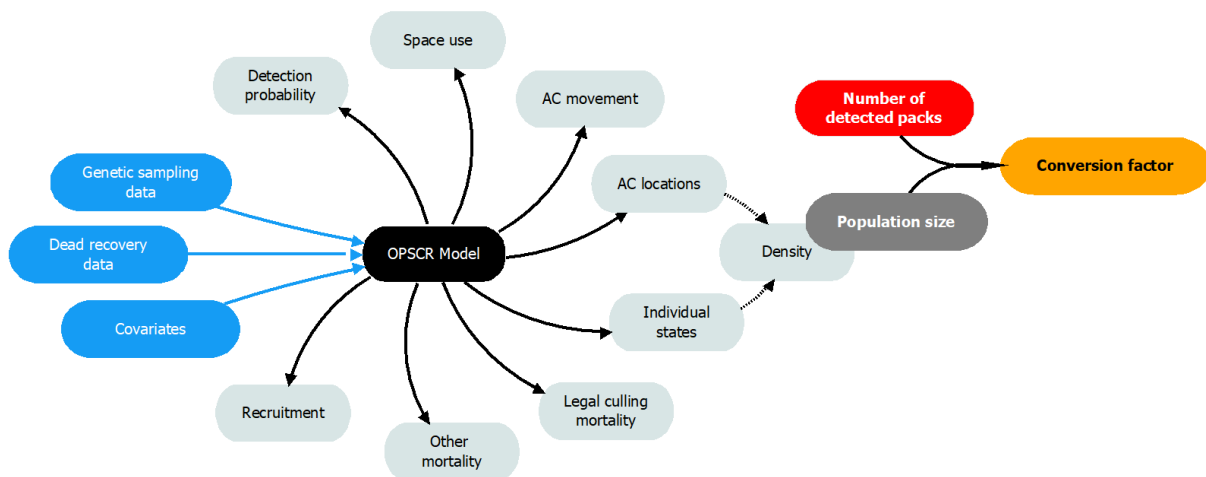 Space use
Detection
probability
AC movement
Number of
detected packs
Genetic sampling
data
AC locations
Conversion factor
Dead recovery
data
OPSCR Model
Density
Population size
Covariates
Individual
states
Recruitment
Legal culling
mortality
Other
mortality